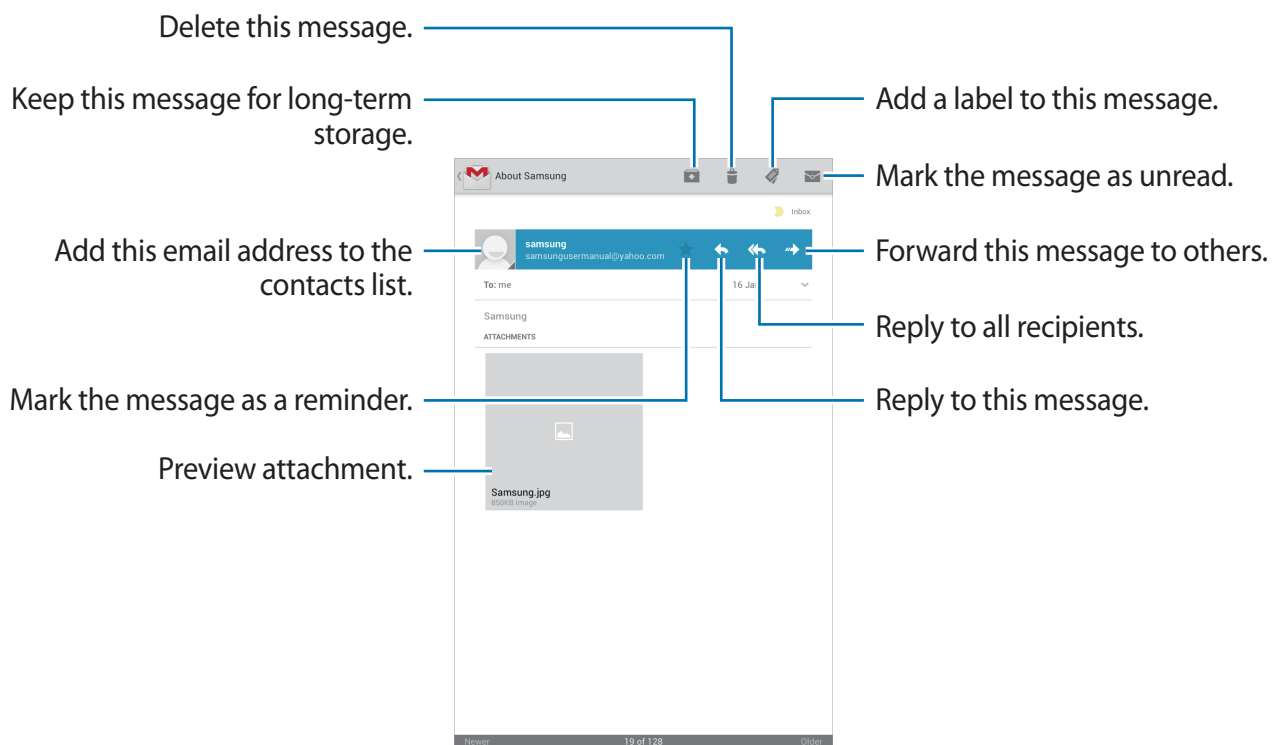 Delete this message.
Keep this message for long-term
storage.
Add a label to this message.
About Samsung
Mark the message as unread.
Inbox
Add this email address to the
contacts list.
samsung
samsungusermanual@yahoo.com
Forward this message to others.
To: me
16 Ja
Samsung
ATTACHMENTS
Reply to all recipients.
Mark the message as a reminder.
Reply to this message.
Preview attachment.
Samsung.jpg
850KB Image
Newer
19 of 128
Older